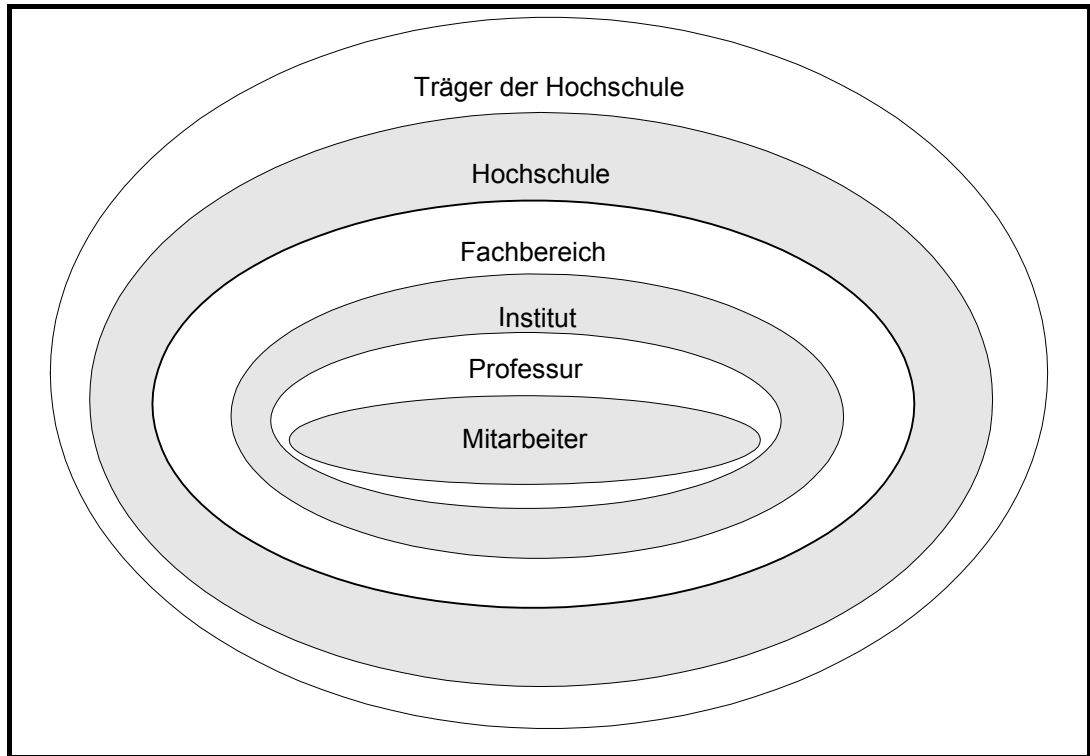 Träger der Hochschule
Hochschule
Fachbereich
Institut
Professur
Mitarbeiter